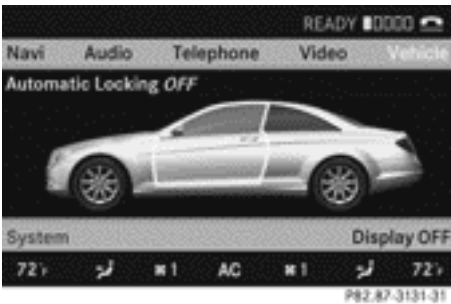 READY
Navi Audio Telephone Video Vehicle
Automatic Locking OFF
System Display OFF
72°F 1 AC 1 72°F
P82.87-3131-31